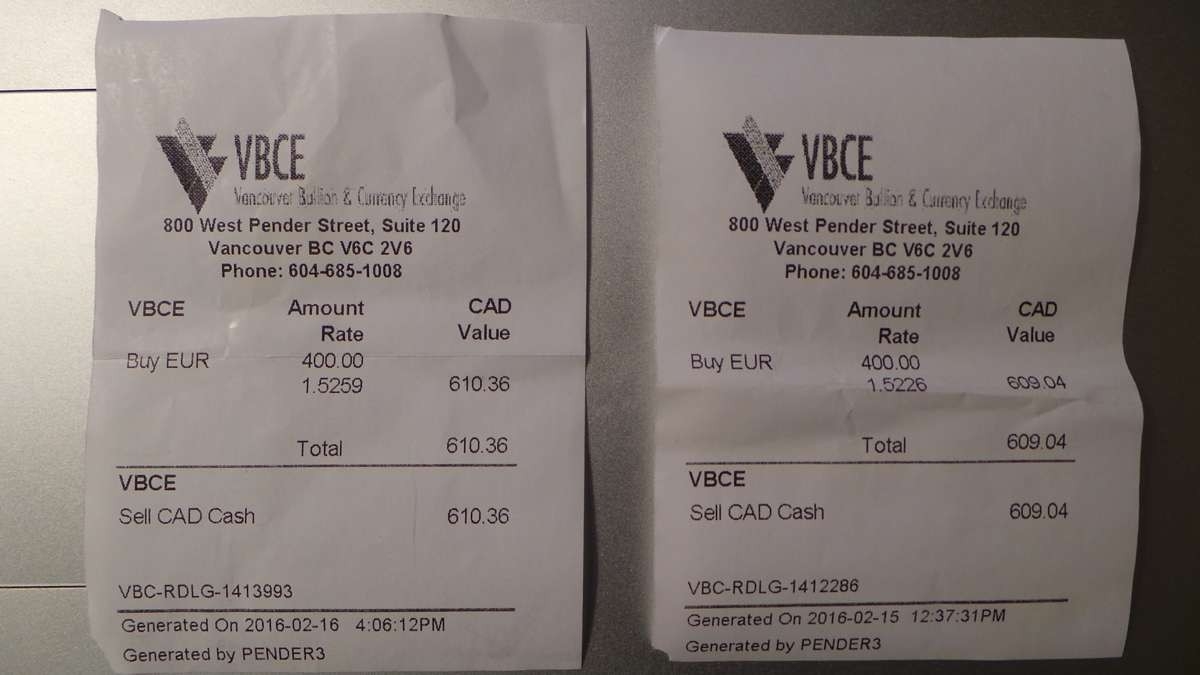 VBCE
Vancouver Bullion & Currency Exchange
800 West Pender Street, Suite 120
Vancouver BC V6C 2V6
Phone: 604-685-1008
VBCE Amount CAD
Rate Value
Buy EUR 400.00
1.5259 610.36
Total 610.36
VBCE
Sell CAD Cash 610.36
VBC-RDLG-1413993
Generated On 2016-02-16 4:06:12PM
Generated by PENDER3
VBCE
Vancouver Bullion & Currency Exchange
800 West Pender Street, Suite 120
Vancouver BC V6C 2V6
Phone: 604-685-1008
VBCE Amount CAD
Rate Value
Buy EUR 400.00
1.5226 609.04
Total 609.04
VBCE
Sell CAD Cash 609.04
VBC-RDLG-1412286
Generated On 2016-02-15 12:37:31PM
Generated by PENDER3